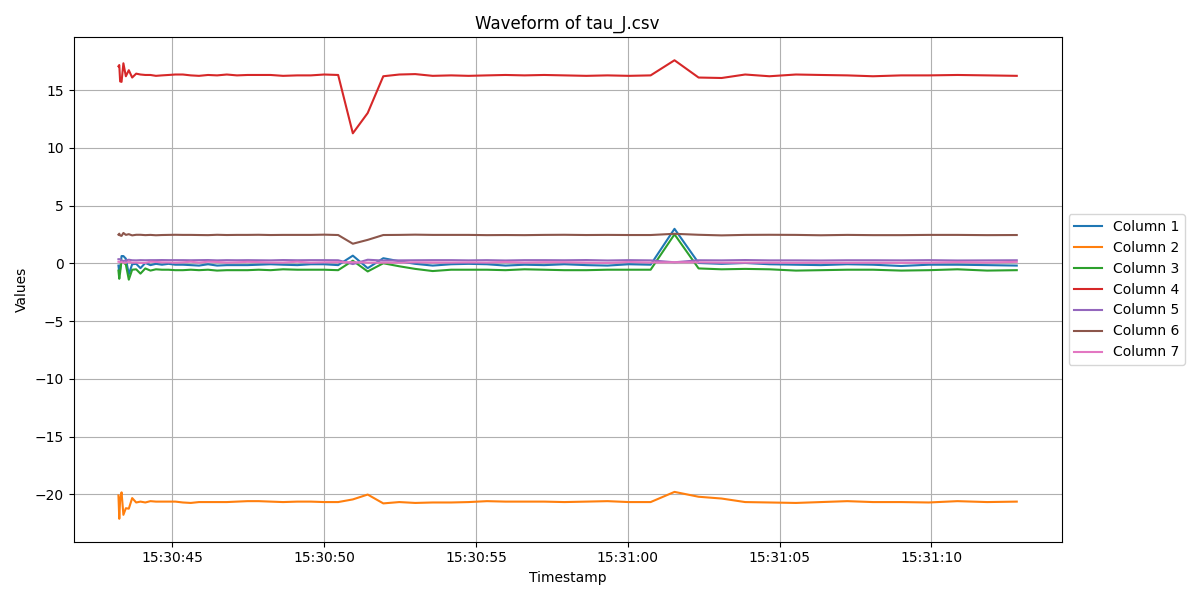 Waveform of tau_J.csv
Values
15
10
5
0
−5
−10
−15
−20
15:30:45
15:30:50
15:30:55
15:31:00
15:31:05
15:31:10
Timestamp
Column 1
Column 2
Column 3
Column 4
Column 5
Column 6
Column 7